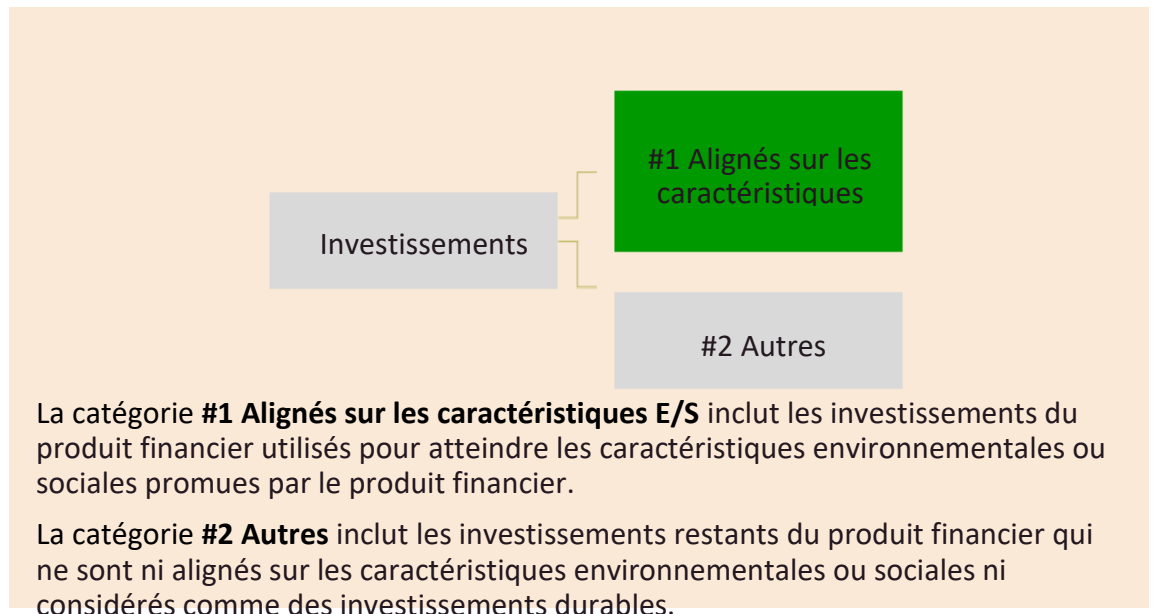 #1 Alignés sur les
caractéristiques
Investissements
#2 Autres
La catégorie #1 Alignés sur les caractéristiques E/S inclut les investissements du
produit financier utilisés pour atteindre les caractéristiques environnementales ou
sociales promues par le produit financier.
La catégorie #2 Autres inclut les investissements restants du produit financier qui
ne sont ni alignés sur les caractéristiques environnementales ou sociales ni
considérés comme des investissements durables.